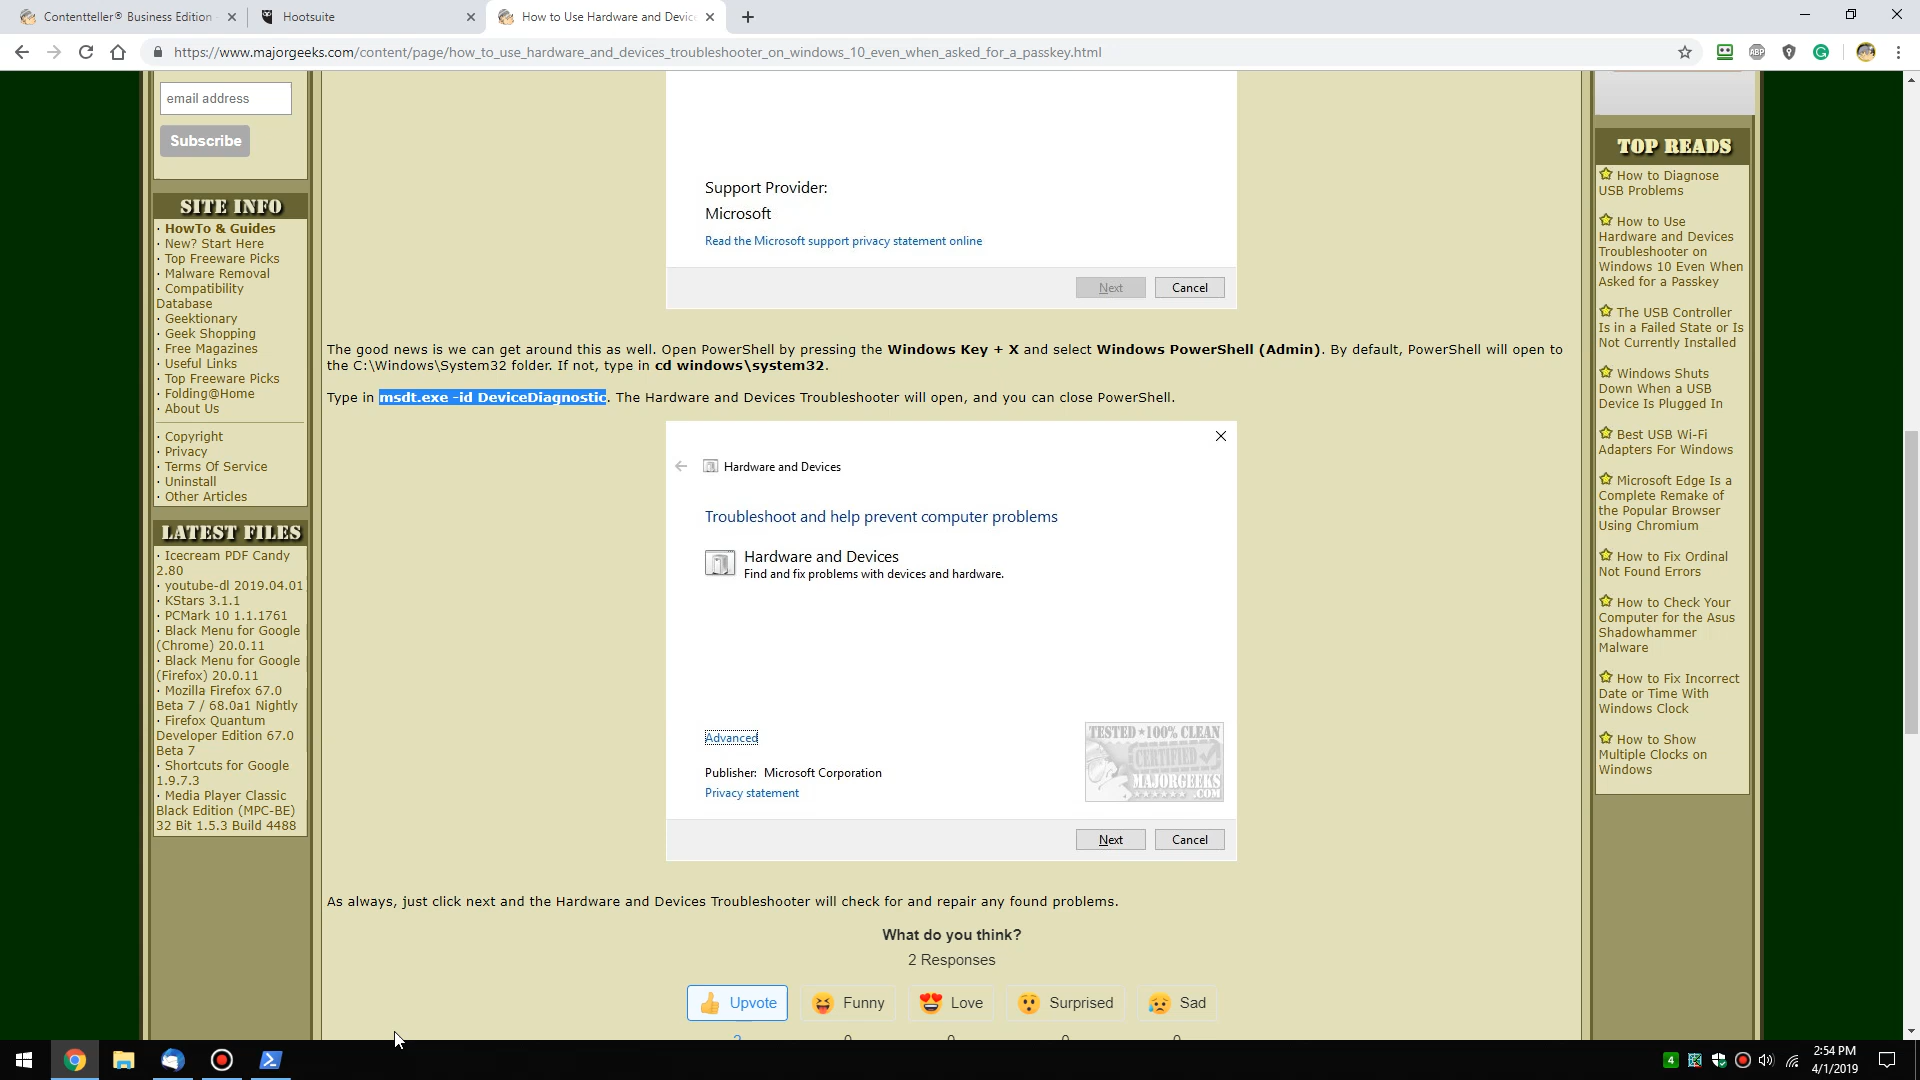 Contentteller® Business Edition
Hootsuite
How to Use Hardware and Devic
https://www.majorgeeks.com/content/page/how_to_use_hardware_and_devices_troubleshooter_on_windows_10_even_when_asked_for_a_passkey.html
ABP
email address
Subscribe
SITE INFO
· HowTo & Guides
· New? Start Here
· Top Freeware Picks
· Malware Removal
· Compatibility
Database
· Geektionary
· Geek Shopping
· Free Magazines
· Useful Links
· Top Freeware Picks
· Folding@Home
· About Us
· Copyright
· Privacy
· Terms Of Service
· Uninstall
· Other Articles
LATEST FILES
· Icecream PDF Candy
2.80
· youtube-dl 2019.04.01
· KStars 3.1.1
· PCMark 10 1.1.1761
· Black Menu for Google
(Chrome) 20.0.11
· Black Menu for Google
(Firefox) 20.0.11
· Mozilla Firefox 67.0
Beta 7 / 68.0a1 Nightly
· Firefox Quantum
Developer Edition 67.0
Beta 7
· Shortcuts for Google
1.9.7.3
· Media Player Classic
Black Edition (MPC-BE)
32 Bit 1.5.3 Build 4488
Support Provider:
Microsoft
Read the Microsoft support privacy statement online
Next
Cancel
The good news is we can get around this as well. Open PowerShell by pressing the Windows Key + X and select Windows PowerShell (Admin). By default, PowerShell will open to
the C:\Windows\System32 folder. If not, type in cd windows\system32.
Type in msdt.exe -id DeviceDiagnostic. The Hardware and Devices Troubleshooter will open, and you can close PowerShell.
Hardware and Devices
Troubleshoot and help prevent computer problems
Hardware and Devices
Find and fix problems with devices and hardware.
Advanced
TESTED ★ 100% CLEAN
CERTIFIED
MAJORGEEKS
.COM
Publisher: Microsoft Corporation
Privacy statement
Next
Cancel
As always, just click next and the Hardware and Devices Troubleshooter will check for and repair any found problems.
What do you think?
2 Responses
Upvote
Funny
Love
Surprised
Sad
TOP READS
How to Diagnose
USB Problems
How to Use
Hardware and Devices
Troubleshooter on
Windows 10 Even When
Asked for a Passkey
The USB Controller
Is in a Failed State or Is
Not Currently Installed
Windows Shuts
Down When a USB
Device Is Plugged In
Best USB Wi-Fi
Adapters For Windows
Microsoft Edge Is a
Complete Remake of
the Popular Browser
Using Chromium
How to Fix Ordinal
Not Found Errors
How to Check Your
Computer for the Asus
Shadowhammer
Malware
How to Fix Incorrect
Date or Time With
Windows Clock
How to Show
Multiple Clocks on
Windows
4
2:54 PM
4/1/2019